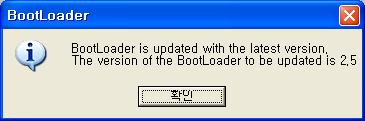 BootLoader
BootLoader is updated with the latest version,
The version of the BootLoader to be updated is 2,5
확인